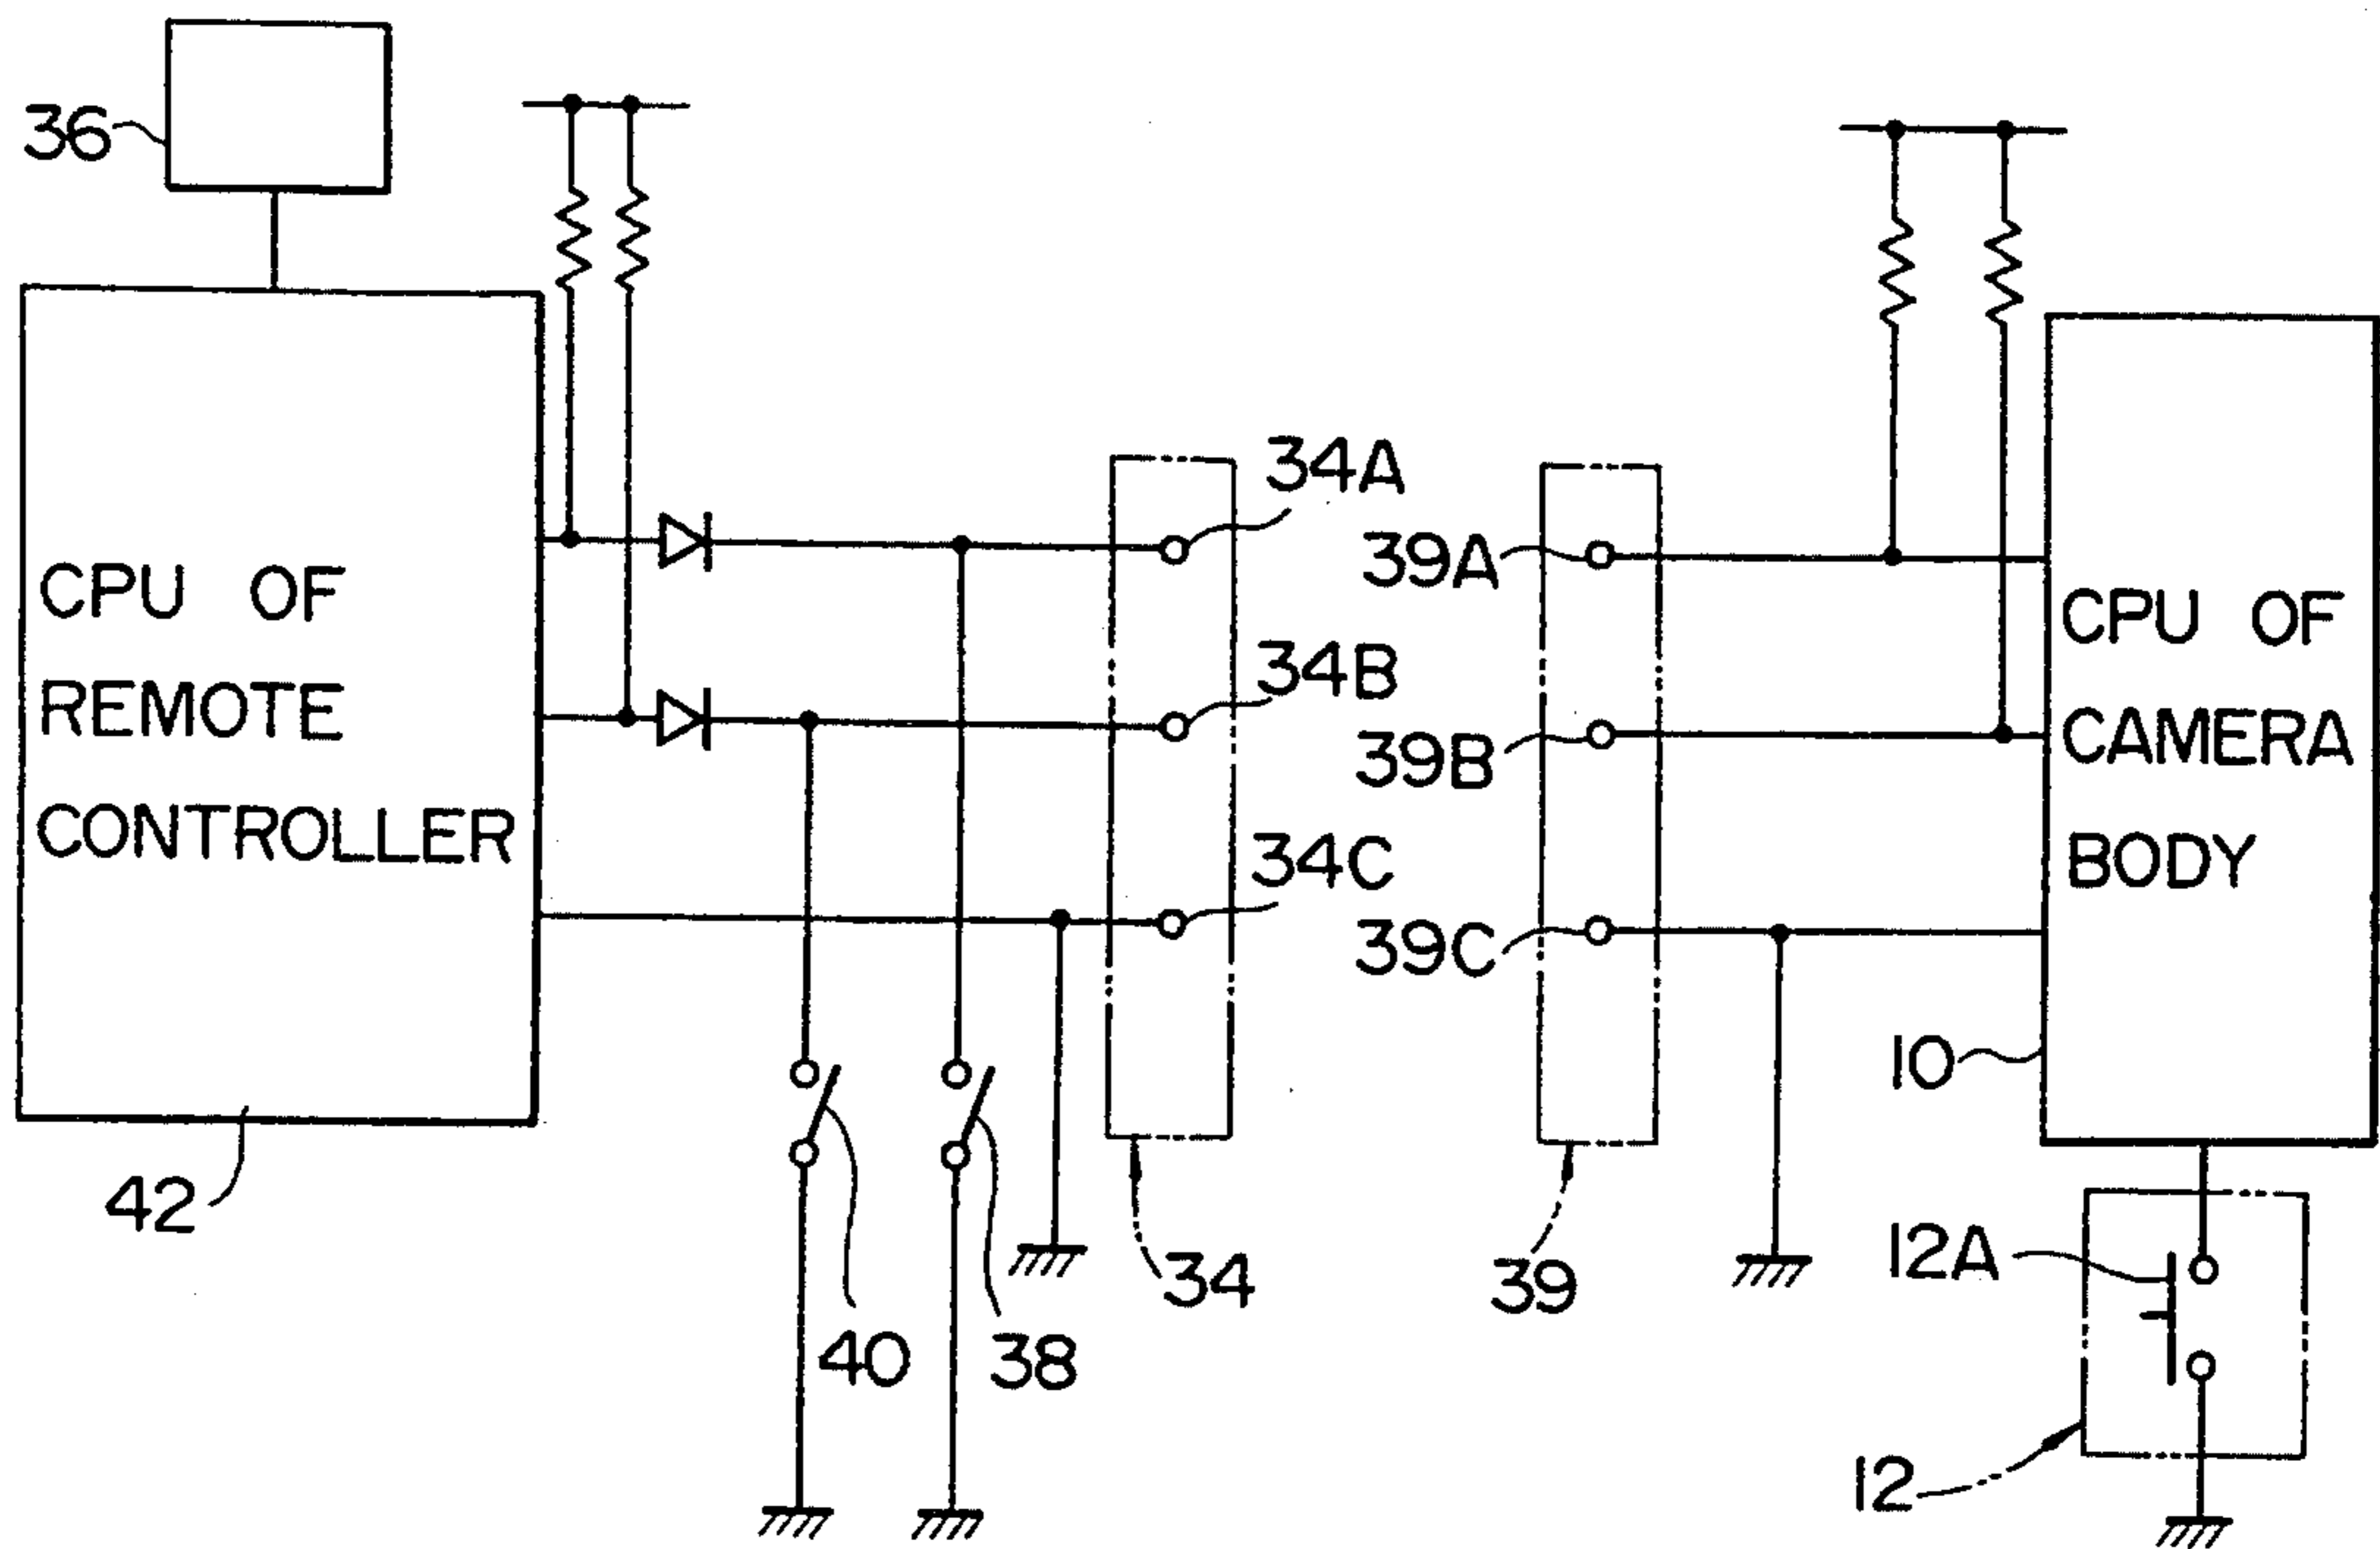 36
CPU OF
REMOTE
CONTROLLER
42
34A
34B
34C
34
40
38
39A
39B
39C
39
CPU OF
CAMERA
BODY
10
12A
12